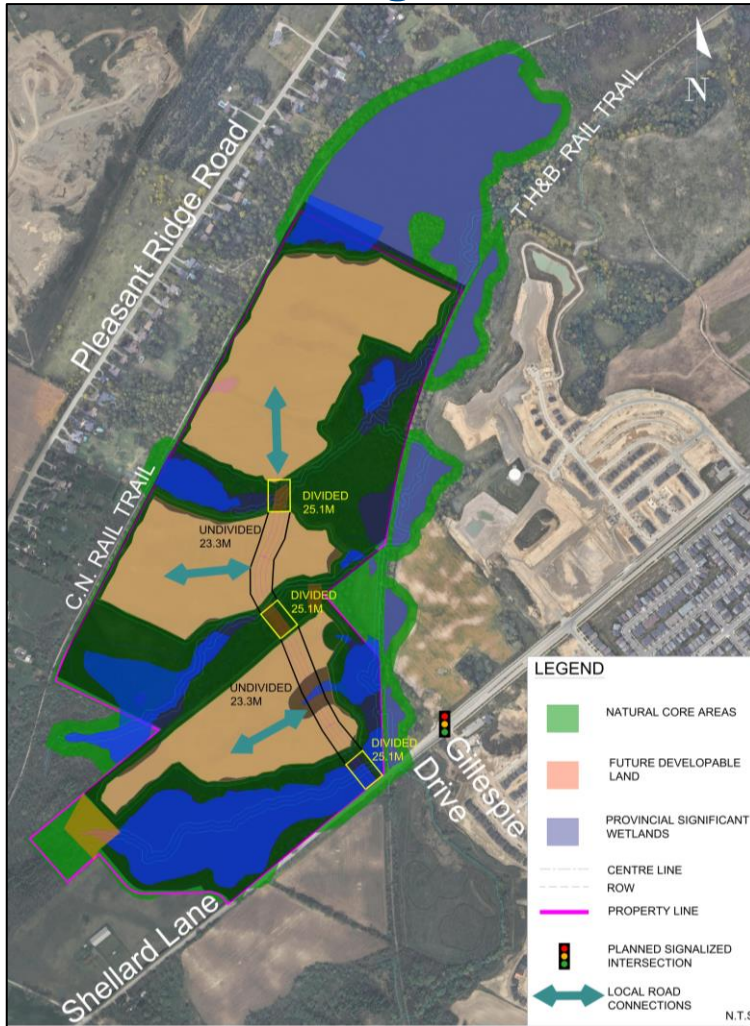 N
T.H&B. RAIL TRAIL
Pleasant Ridge Road
C.N. RAIL TRAIL
DIVIDED
25.1M
UNDIVIDED
23.3M
DIVIDED
25.1M
UNDIVIDED
23.3M
DIVIDED
25.1M
Gillespie
Drive
Shellard Lane
LEGEND
NATURAL CORE AREAS
FUTURE DEVELOPABLE
LAND
PROVINCIAL SIGNIFICANT
WETLANDS
CENTRE LINE
ROW
PROPERTY LINE
PLANNED SIGNALIZED
INTERSECTION
LOCAL ROAD
CONNECTIONS